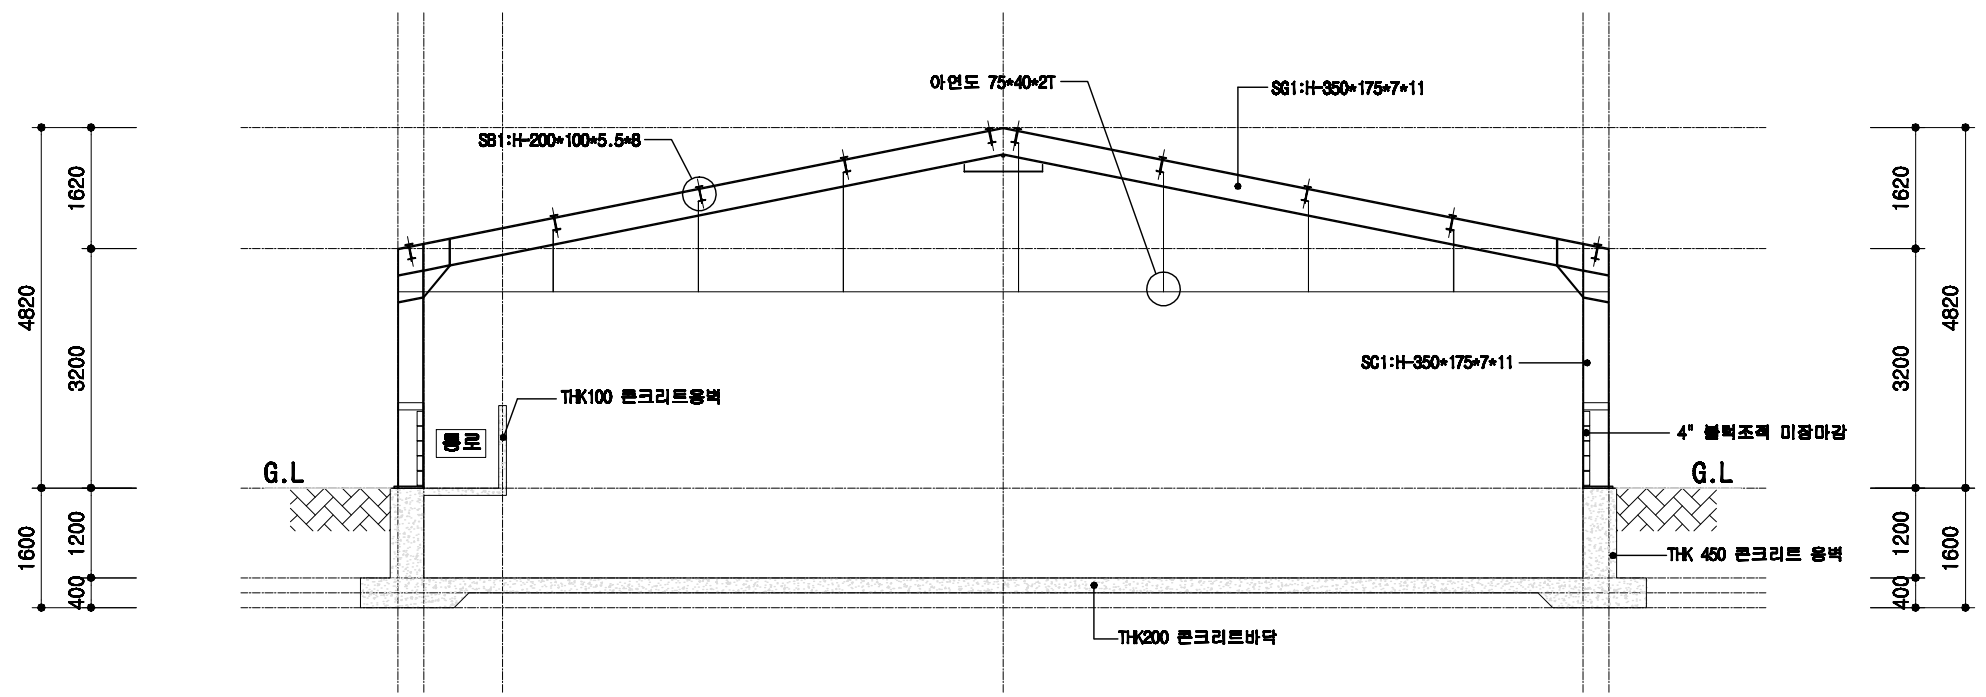 아연도 75*40*2T
SG1:H-350*175*7*11
SB1:H-200*100*5.5*8
1620
1620
4820
3200
3200
4820
SC1:H-350*175*7*11
THK100 콘크리트옹벽
통로
4" 블럭조적 미장마감
G.L
G.L
1600
1200
1200
1600
THK 450 콘크리트 옹벽
400
400
THK200 콘크리트바닥